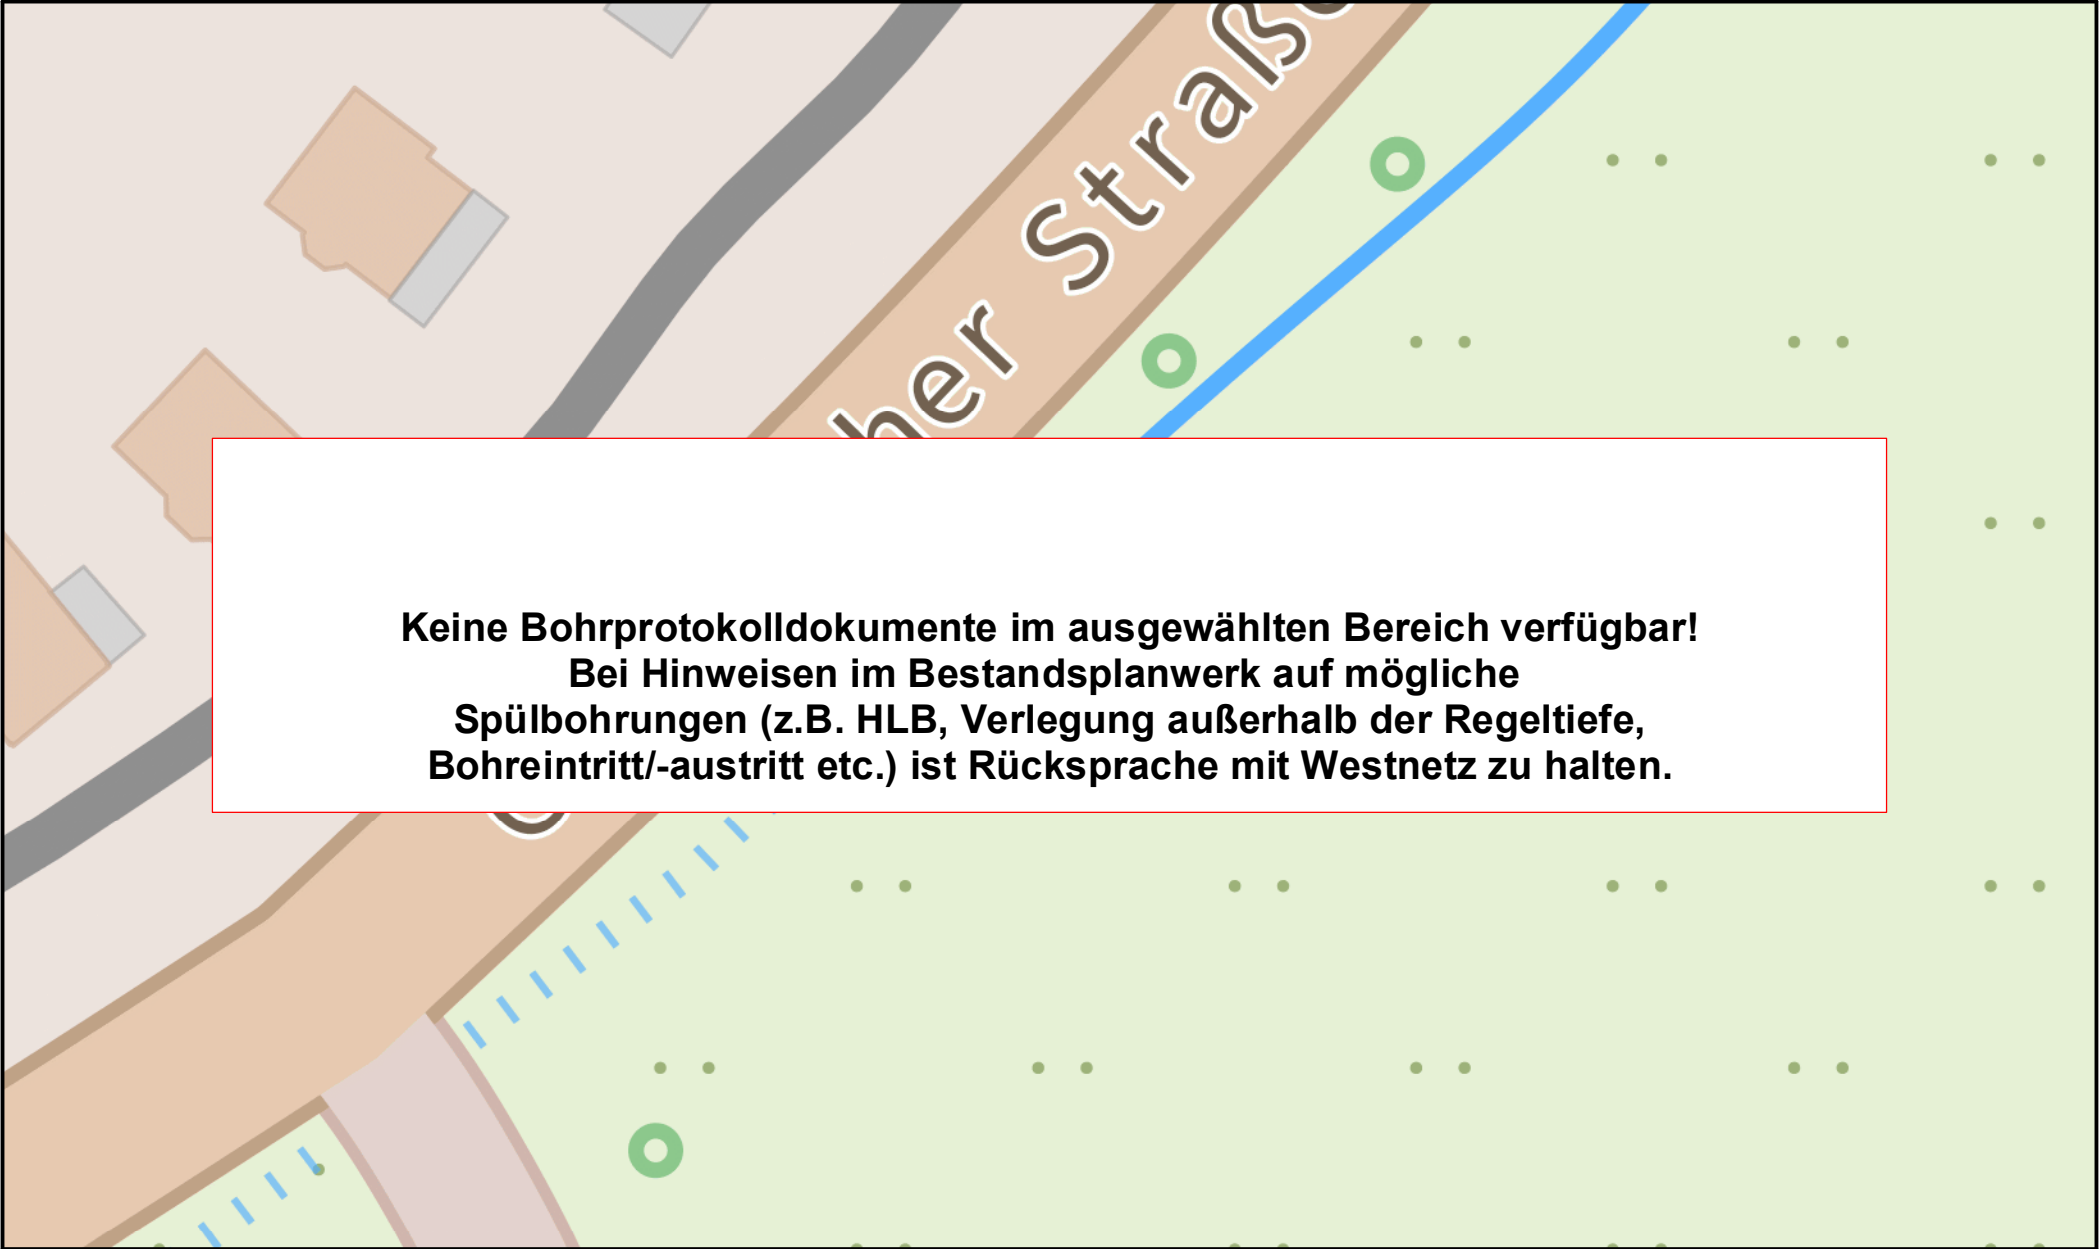 her Straße
Keine Bohrprotokolldokumente im ausgewählten Bereich verfügbar!
Bei Hinweisen im Bestandsplanwerk auf mögliche
Spülbohrungen (z.B. HLB, Verlegung außerhalb der Regeltiefe,
Bohreintritt/-austritt etc.) ist Rücksprache mit Westnetz zu halten.